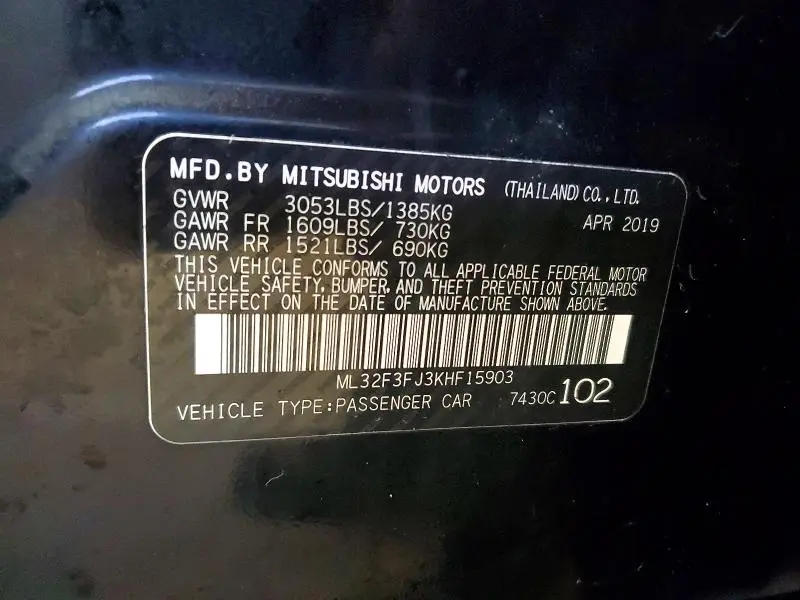 MFD.BY MITSUBISHI MOTORS (THAILAND) CO., LTD.
GVWR 3053LBS/1385KG APR 2019
GAWR FR 1609LBS/ 730KG
GAWR RR 1521LBS/ 690KG
THIS VEHICLE CONFORMS TO ALL APPLICABLE FEDERAL MOTOR
VEHICLE SAFETY, BUMPER, AND THEFT PREVENTION STANDARDS
IN EFFECT ON THE DATE OF MANUFACTURE SHOWN ABOVE.
ML32F3FJ3KHF15903
VEHICLE TYPE:PASSENGER CAR 7430C 102